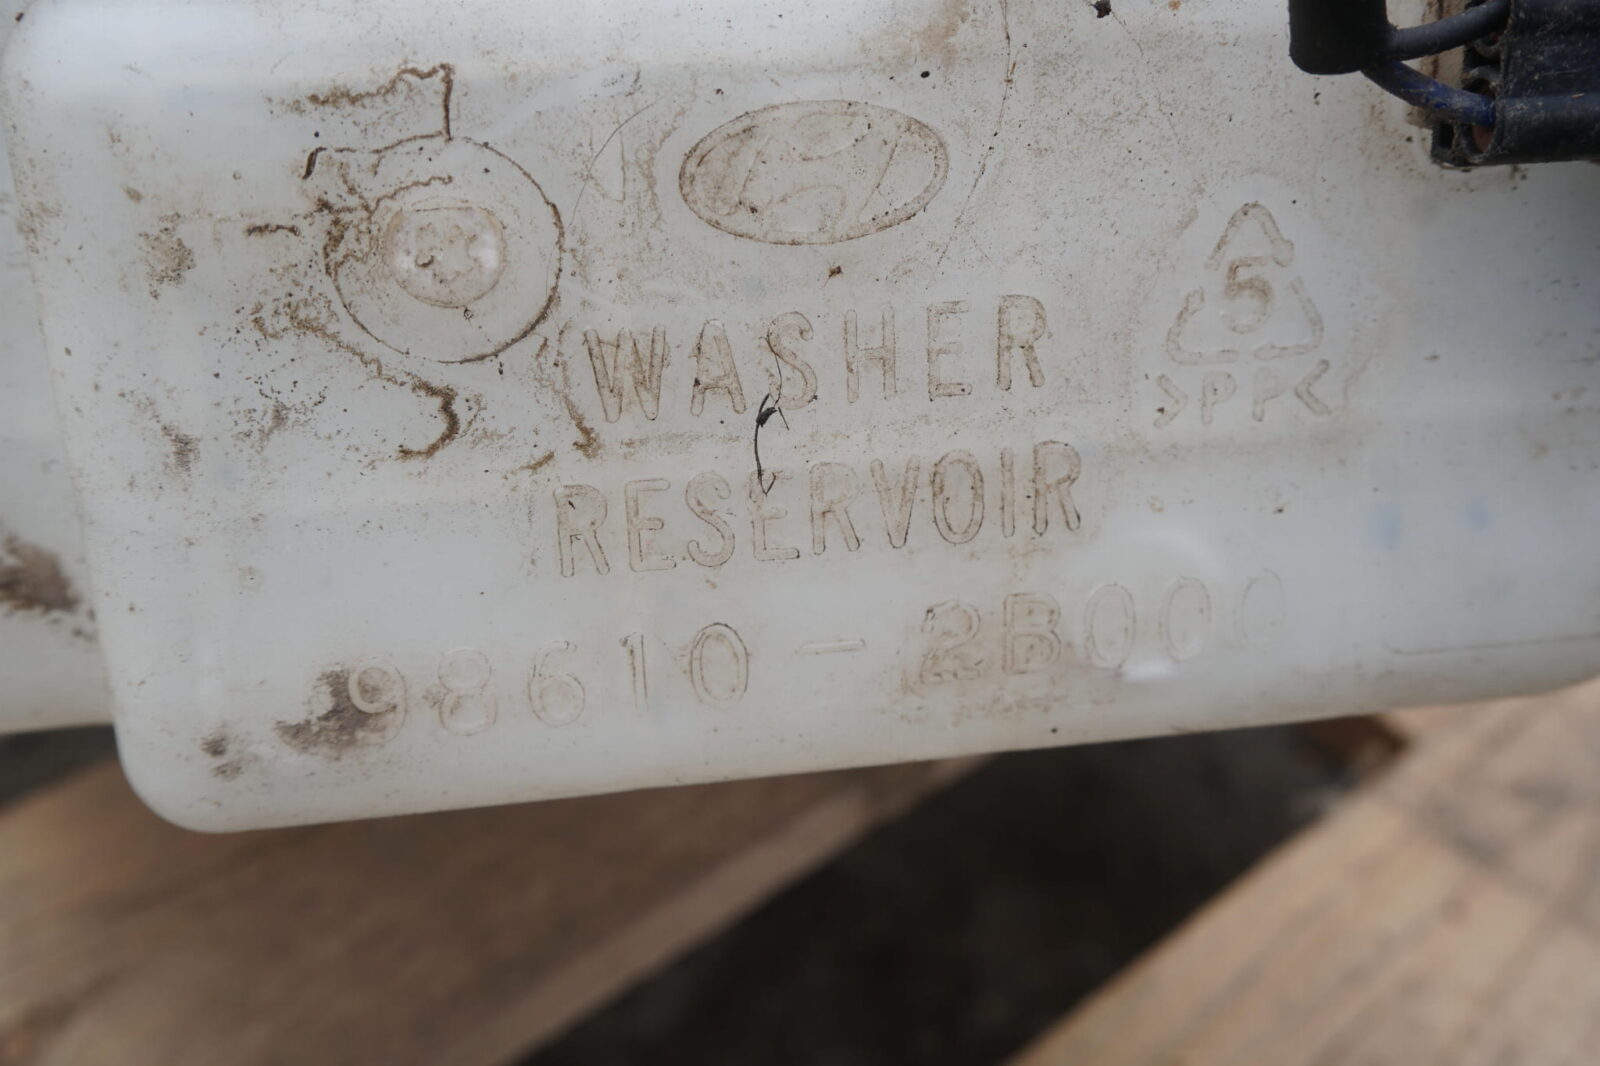 WASHER
RESERVOIR
98610-2B000
5
>PP<